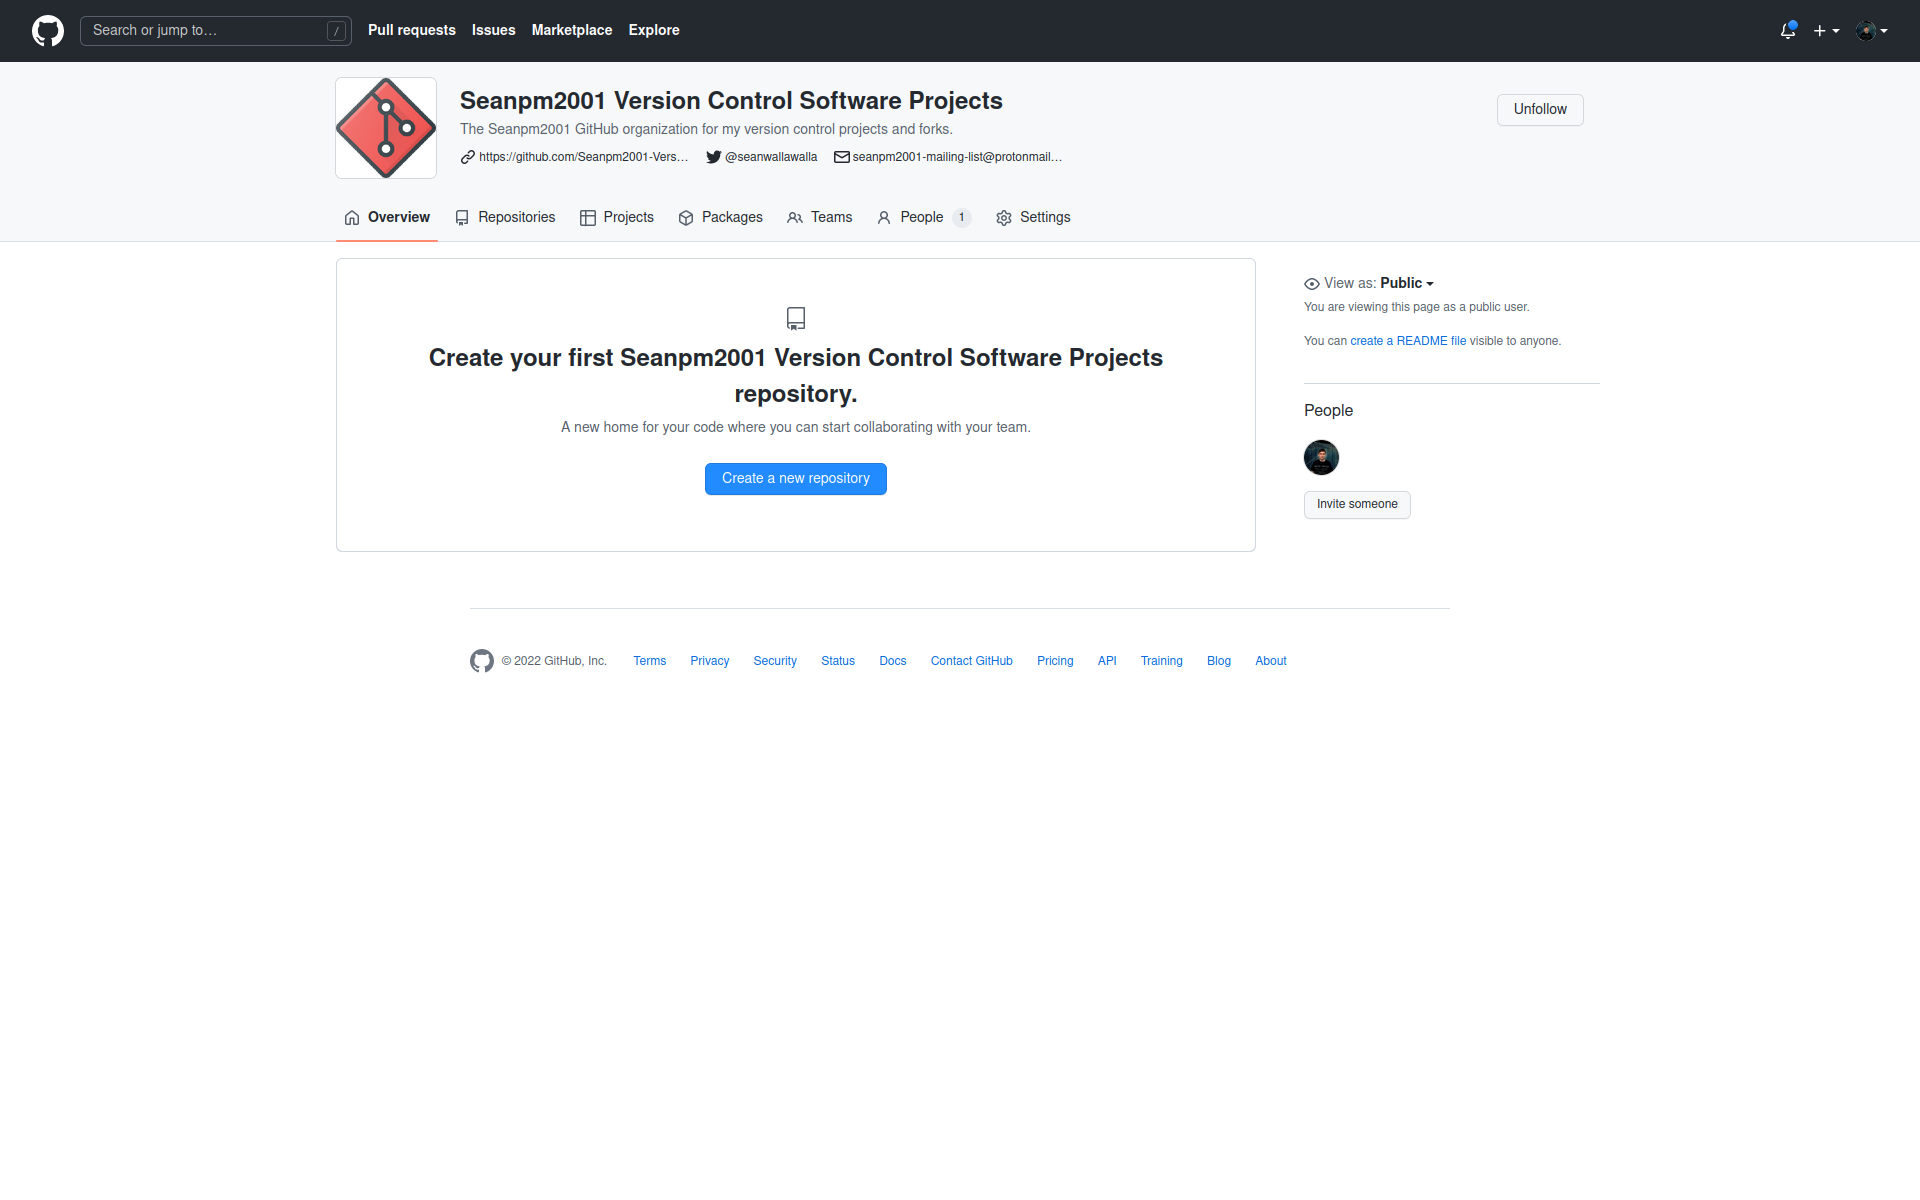 Search or jump to… /
Pull requests Issues Marketplace Explore
Seanpm2001 Version Control Software Projects
The Seanpm2001 GitHub organization for my version control projects and forks.
https://github.com/Seanpm2001-Vers… @seanwallawalla seanpm2001-mailing-list@protonmail…
Unfollow
Overview Repositories Projects Packages Teams People 1 Settings
Create your first Seanpm2001 Version Control Software Projects
repository.
A new home for your code where you can start collaborating with your team.
Create a new repository
View as: Public
You are viewing this page as a public user.
You can create a README file visible to anyone.
People
Invite someone
© 2022 GitHub, Inc. Terms Privacy Security Status Docs Contact GitHub Pricing API Training Blog About